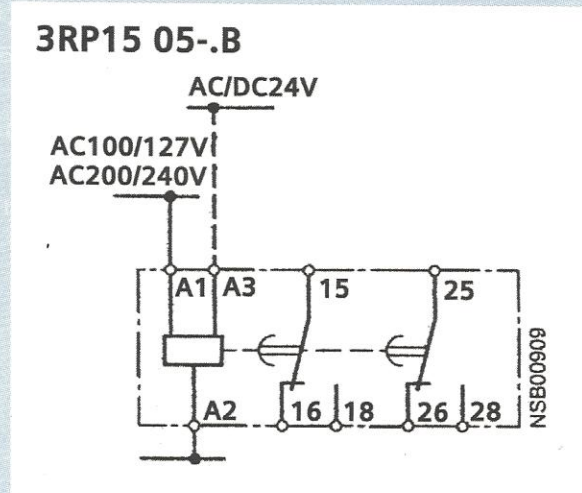 3RP15 05-.B
AC/DC24V
AC100/127V
AC200/240V
A1 A3 15 25
A2 16 18 26 28
NSB00909